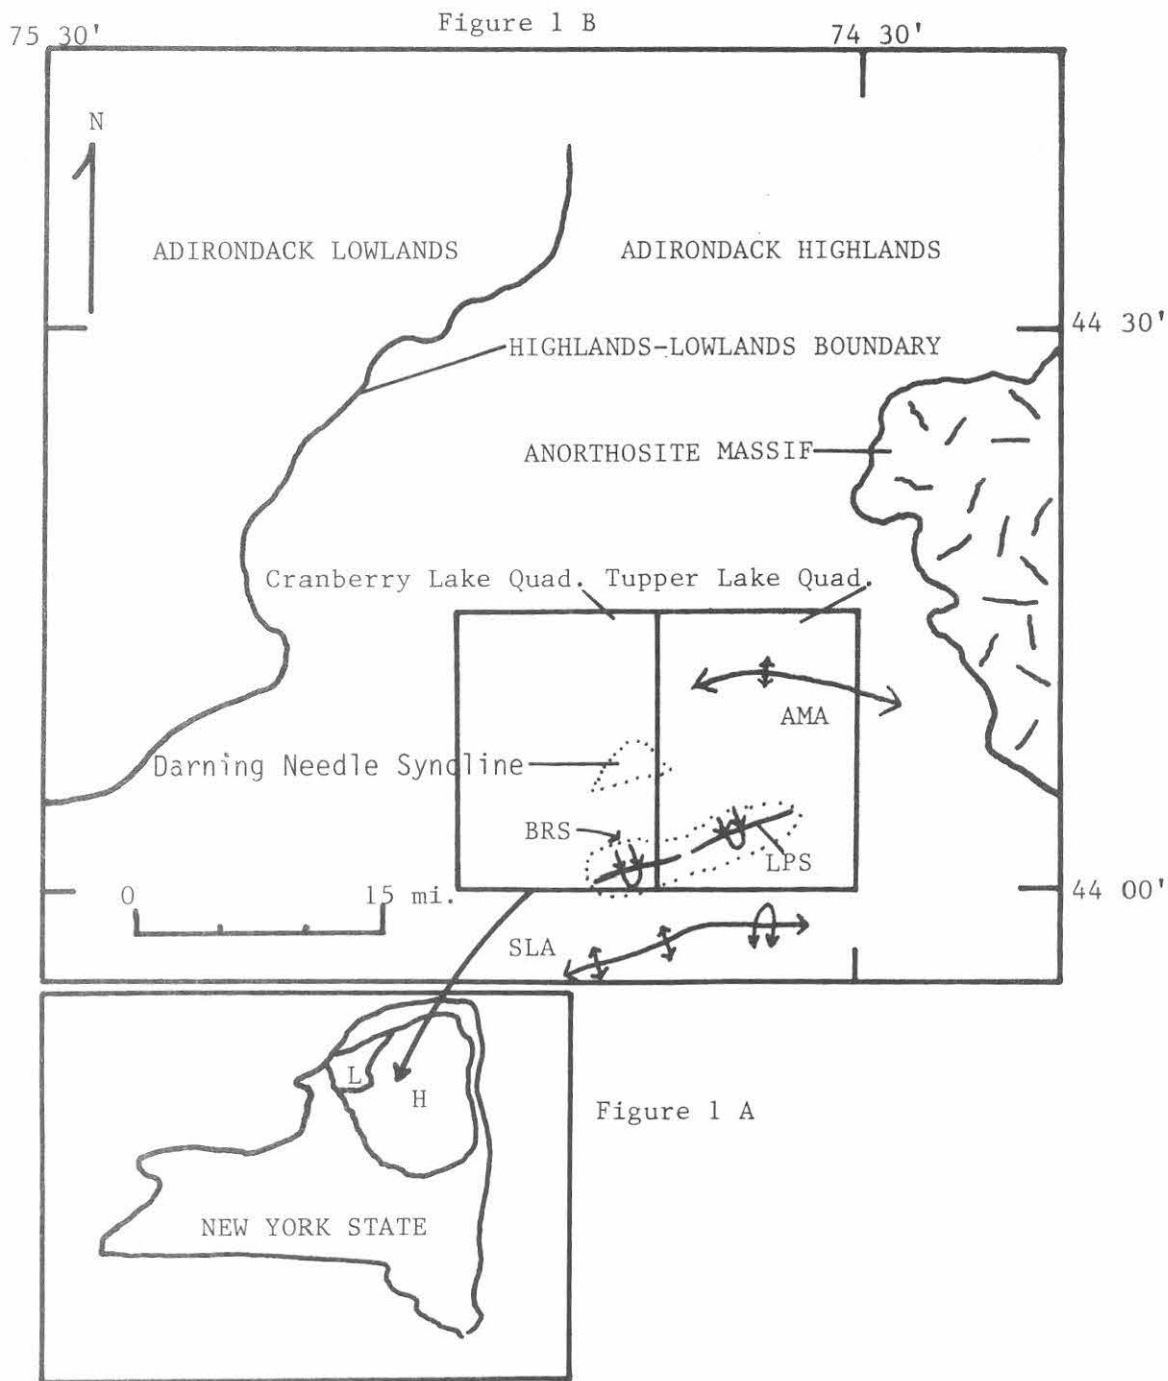 Figure 1 B
75 30'
74 30'
N
ADIRONDACK LOWLANDS
ADIRONDACK HIGHLANDS
44 30'
HIGHLANDS-LOWLANDS BOUNDARY
ANORTHOSITE MASSIF
Cranberry Lake Quad. Tupper Lake Quad.
AMA
Darning Needle Syncline
BRS
LPS
0 15 mi.
44 00'
SLA
L
H
Figure 1 A
NEW YORK STATE